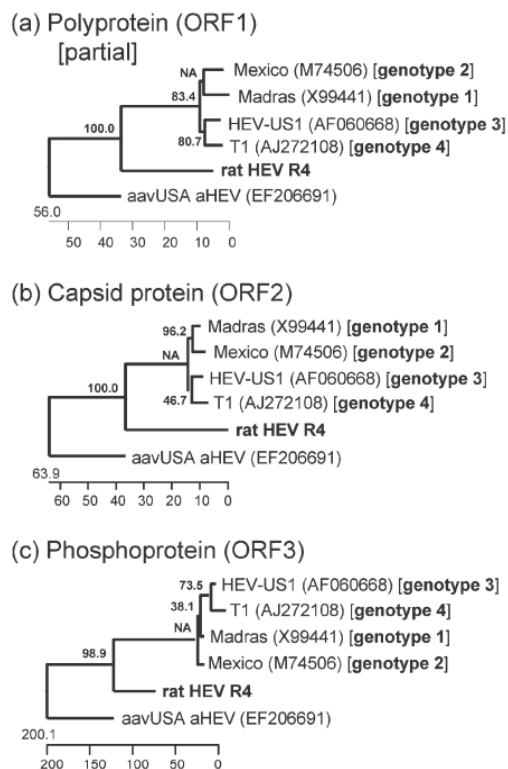 (a) Polyprotein (ORF1)
[partial]
NA
Mexico (M74506) [genotype 2]
83.4
Madras (X99441) [genotype 1]
100.0
HEV-US1 (AF060668) [genotype 3]
80.7
T1 (AJ272108) [genotype 4]
rat HEV R4
aavUSA aHEV (EF206691)
56.0
50 40 30 20 10 0
(b) Capsid protein (ORF2)
96.2
Madras (X99441) [genotype 1]
NA
Mexico (M74506) [genotype 2]
100.0
HEV-US1 (AF060668) [genotype 3]
46.7
T1 (AJ272108) [genotype 4]
rat HEV R4
aavUSA aHEV (EF206691)
63.9
60 50 40 30 20 10 0
(c) Phosphoprotein (ORF3)
73.5
HEV-US1 (AF060668) [genotype 3]
38.1
T1 (AJ272108) [genotype 4]
NA
Madras (X99441) [genotype 1]
98.9
Mexico (M74506) [genotype 2]
rat HEV R4
aavUSA aHEV (EF206691)
200.1
200 150 100 50 0